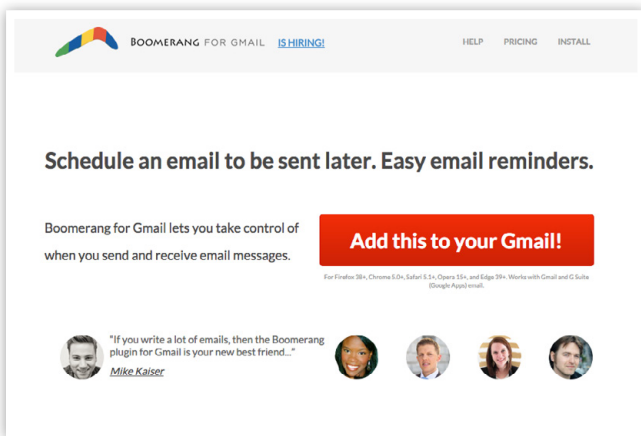 BOOMERANG FOR GMAIL IS HIRING! HELP PRICING INSTALL
Schedule an email to be sent later. Easy email reminders.
Boomerang for Gmail lets you take control of
when you send and receive email messages.
Add this to your Gmail!
For Firefox 38+, Chrome 5.0+, Safari 5.1+, Opera 15+, and Edge 39+. Works with Gmail and G Suite
(Google Apps) email.
"If you write a lot of emails, then the Boomerang
plugin for Gmail is your new best friend..."
Mike Kaiser